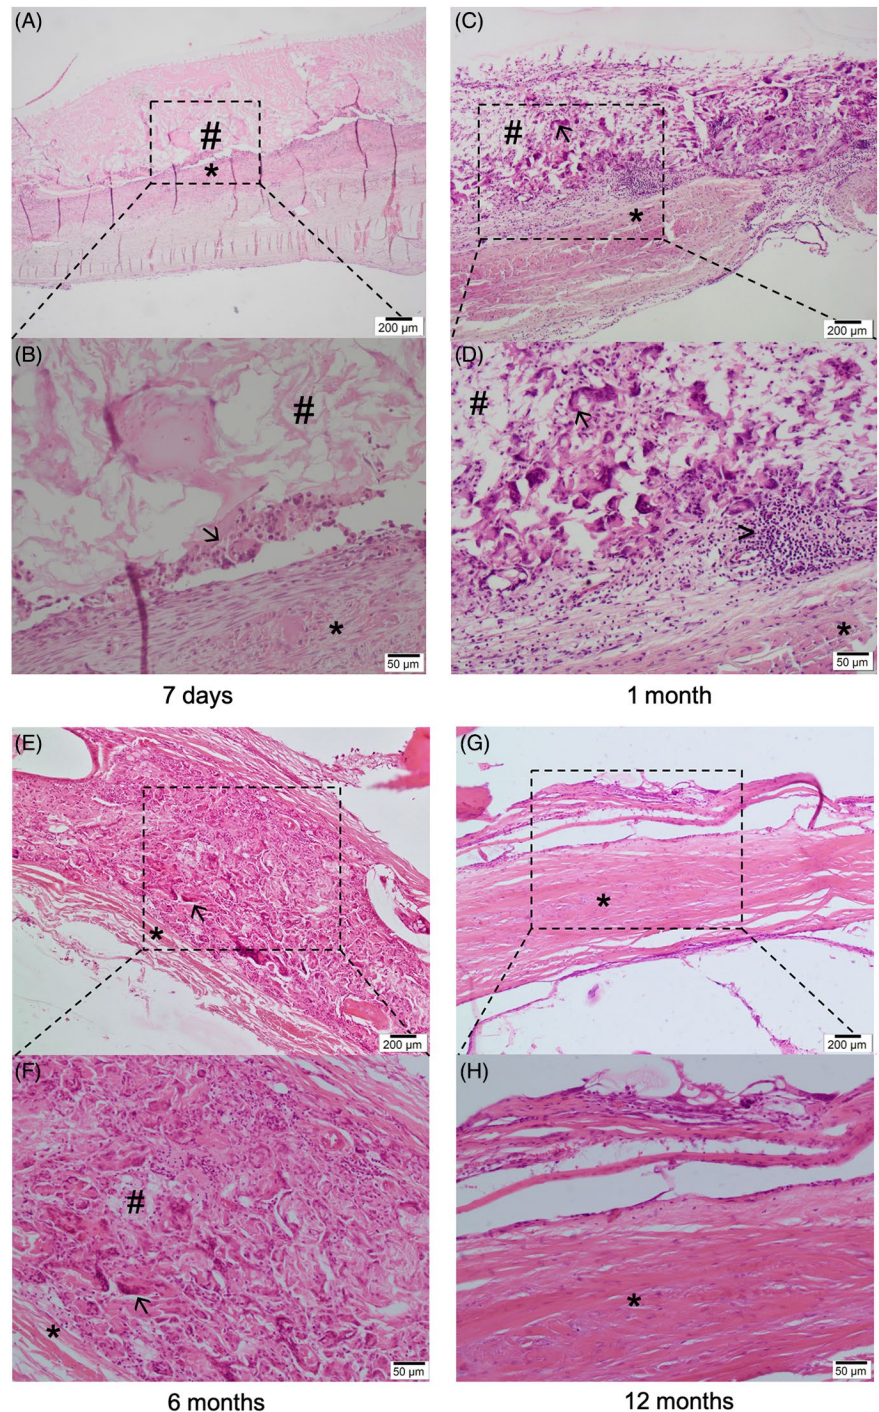 (A)
#
*
200 µm
(B)
#
*
50 µm
7 days
(C)
#
*
200 µm
(D)
#
>
*
50 µm
1 month
(E)
*
200 µm
(F)
#
*
50 µm
6 months
(G)
*
200 µm
(H)
*
50 µm
12 months